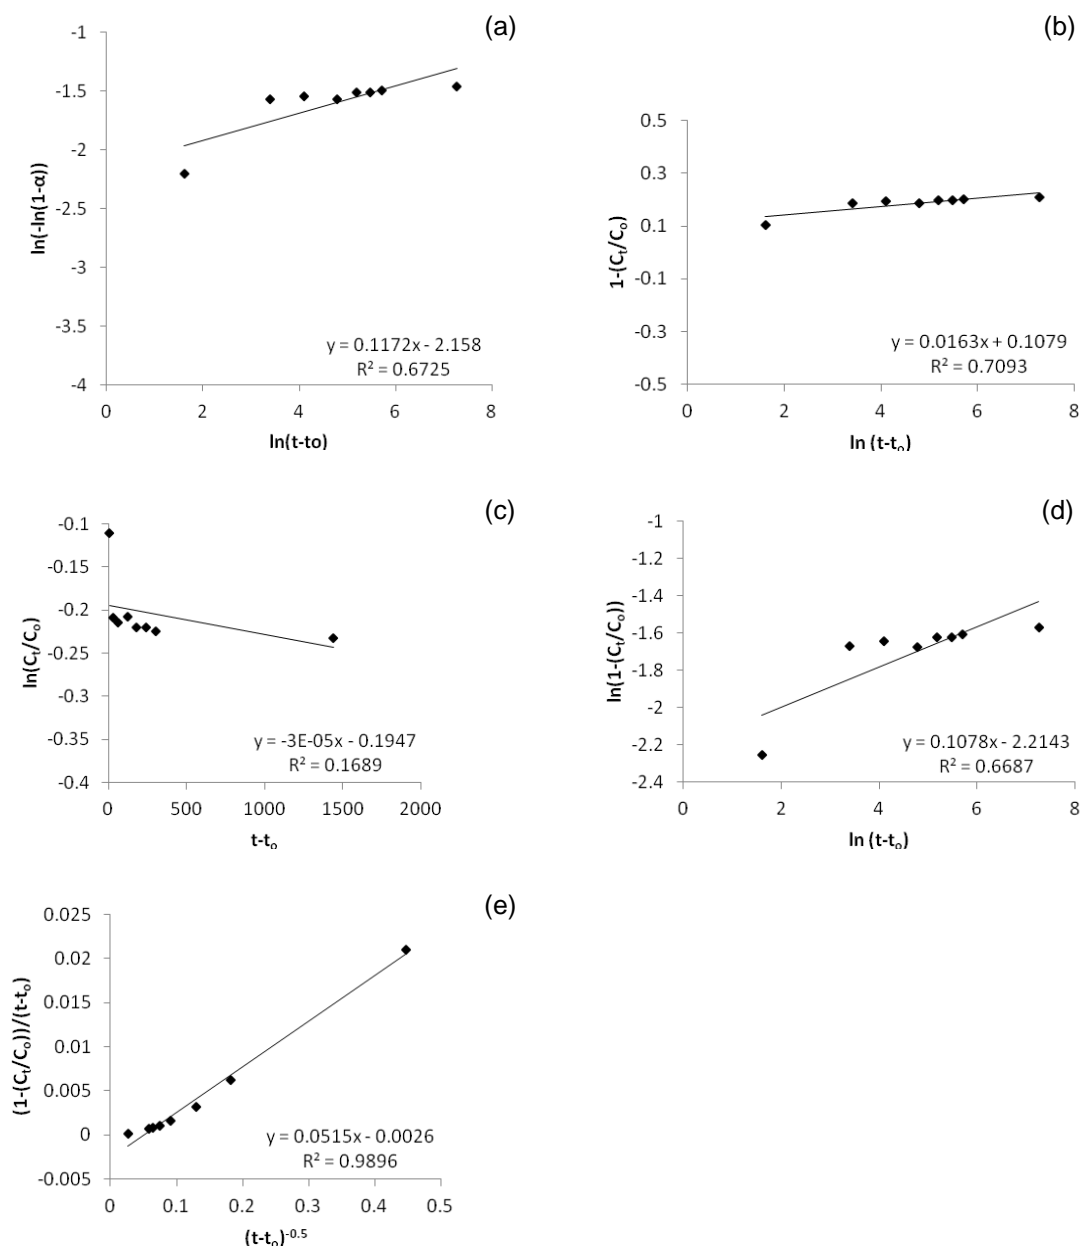 (a)
-1
-1.5
-2
-2.5
-3
-3.5
-4
ln(-ln(1-α))
y = 0.1172x - 2.158
R² = 0.6725
0 2 4 6 8
ln(t-to)
(b)
0.5
0.3
0.1
-0.1
-0.3
-0.5
1-(Cₜ/Cₒ)
y = 0.0163x + 0.1079
R² = 0.7093
0 2 4 6 8
ln (t-tₒ)
(c)
-0.1
-0.15
-0.2
-0.25
-0.3
-0.35
-0.4
ln(Cₜ/Cₒ)
y = -3E-05x - 0.1947
R² = 0.1689
0 500 1000 1500 2000
t-tₒ
(d)
-1
-1.2
-1.4
-1.6
-1.8
-2
-2.2
-2.4
ln(1-(Cₜ/Cₒ))
y = 0.1078x - 2.2143
R² = 0.6687
0 2 4 6 8
ln (t-tₒ)
(e)
0.025
0.02
0.015
0.01
0.005
0
-0.005
(1-(Cₜ/Cₒ))/(t-tₒ)
y = 0.0515x - 0.0026
R² = 0.9896
0 0.1 0.2 0.3 0.4 0.5
(t-tₒ)⁻⁰·⁵